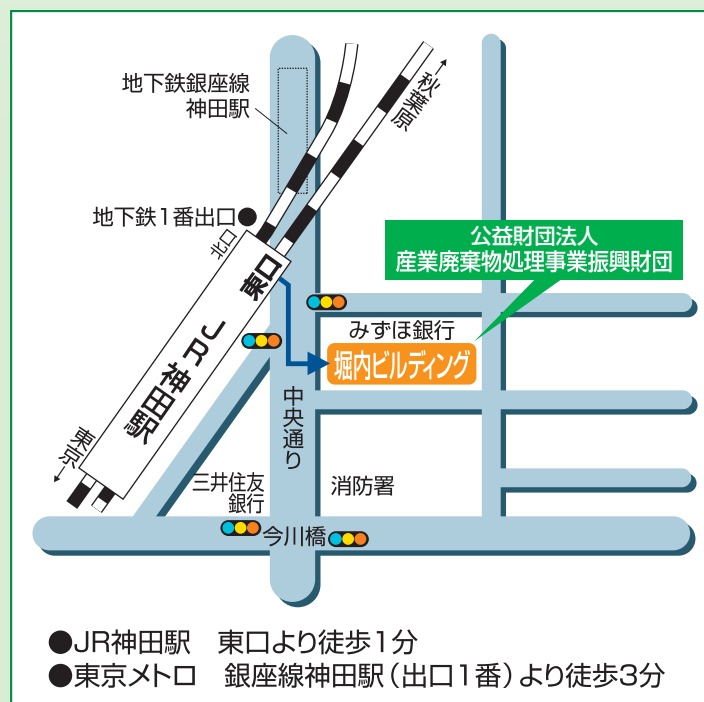 地下鉄銀座線
神田駅
秋葉原
地下鉄1番出口
北口
東口
公益財団法人
産業廃棄物処理事業振興財団
みずほ銀行
堀内ビルディング
JR神田駅
中央通り
東京
三井住友
銀行
消防署
今川橋
●JR神田駅　東口より徒歩1分
●東京メトロ　銀座線神田駅(出口1番)より徒歩3分